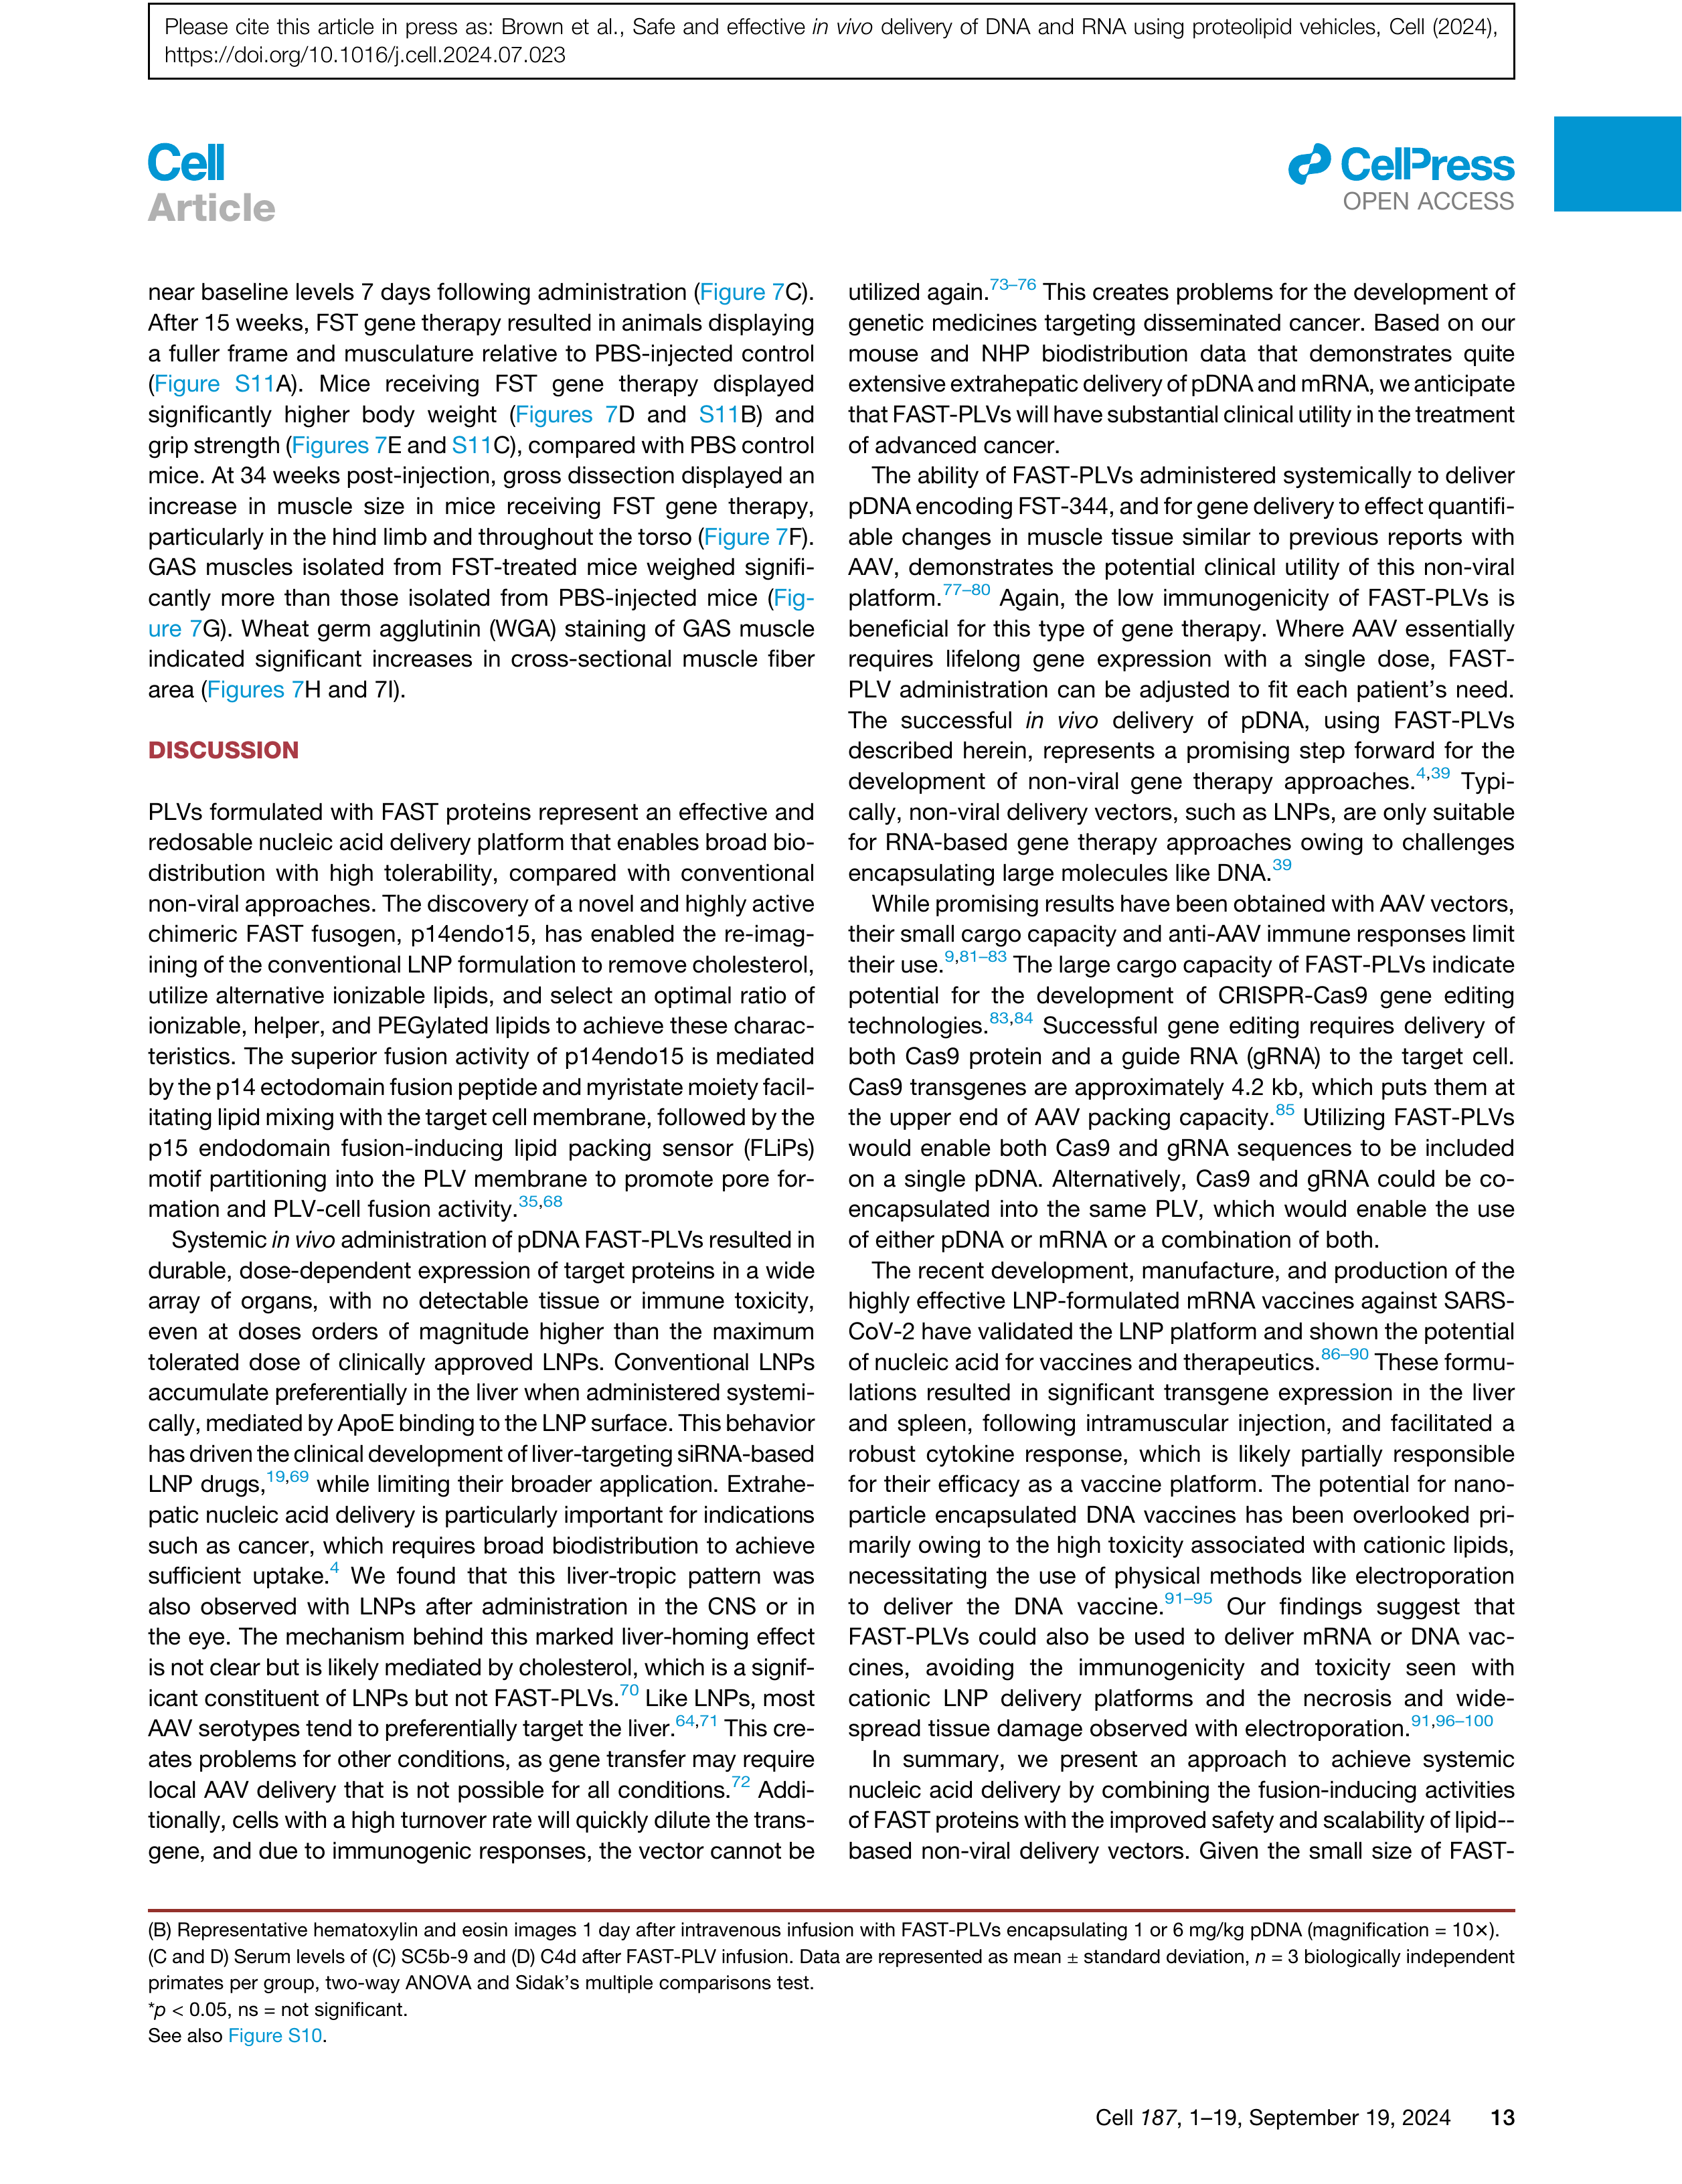 Please cite this article in press as: Brown et al., Safe and effective in vivo delivery of DNA and RNA using proteolipid vehicles, Cell (2024),
https://doi.org/10.1016/j.cell.2024.07.023
Cell
Article
CellPress
OPEN ACCESS
near baseline levels 7 days following administration (Figure 7C).
After 15 weeks, FST gene therapy resulted in animals displaying
a fuller frame and musculature relative to PBS-injected control
(Figure S11A). Mice receiving FST gene therapy displayed
significantly higher body weight (Figures 7D and S11B) and
grip strength (Figures 7E and S11C), compared with PBS control
mice. At 34 weeks post-injection, gross dissection displayed an
increase in muscle size in mice receiving FST gene therapy,
particularly in the hind limb and throughout the torso (Figure 7F).
GAS muscles isolated from FST-treated mice weighed signifi-
cantly more than those isolated from PBS-injected mice (Fig-
ure 7G). Wheat germ agglutinin (WGA) staining of GAS muscle
indicated significant increases in cross-sectional muscle fiber
area (Figures 7H and 7I).
DISCUSSION
PLVs formulated with FAST proteins represent an effective and
redosable nucleic acid delivery platform that enables broad bio-
distribution with high tolerability, compared with conventional
non-viral approaches. The discovery of a novel and highly active
chimeric FAST fusogen, p14endo15, has enabled the re-imag-
ining of the conventional LNP formulation to remove cholesterol,
utilize alternative ionizable lipids, and select an optimal ratio of
ionizable, helper, and PEGylated lipids to achieve these charac-
teristics. The superior fusion activity of p14endo15 is mediated
by the p14 ectodomain fusion peptide and myristate moiety facil-
itating lipid mixing with the target cell membrane, followed by the
p15 endodomain fusion-inducing lipid packing sensor (FLiPs)
motif partitioning into the PLV membrane to promote pore for-
mation and PLV-cell fusion activity.35,68
Systemic in vivo administration of pDNA FAST-PLVs resulted in
durable, dose-dependent expression of target proteins in a wide
array of organs, with no detectable tissue or immune toxicity,
even at doses orders of magnitude higher than the maximum
tolerated dose of clinically approved LNPs. Conventional LNPs
accumulate preferentially in the liver when administered systemi-
cally, mediated by ApoE binding to the LNP surface. This behavior
has driven the clinical development of liver-targeting siRNA-based
LNP drugs,19,69 while limiting their broader application. Extrahe-
patic nucleic acid delivery is particularly important for indications
such as cancer, which requires broad biodistribution to achieve
sufficient uptake.4 We found that this liver-tropic pattern was
also observed with LNPs after administration in the CNS or in
the eye. The mechanism behind this marked liver-homing effect
is not clear but is likely mediated by cholesterol, which is a signif-
icant constituent of LNPs but not FAST-PLVs.70 Like LNPs, most
AAV serotypes tend to preferentially target the liver.64,71 This cre-
ates problems for other conditions, as gene transfer may require
local AAV delivery that is not possible for all conditions.72 Addi-
tionally, cells with a high turnover rate will quickly dilute the trans-
gene, and due to immunogenic responses, the vector cannot be
utilized again.73–76 This creates problems for the development of
genetic medicines targeting disseminated cancer. Based on our
mouse and NHP biodistribution data that demonstrates quite
extensive extrahepatic delivery of pDNA and mRNA, we anticipate
that FAST-PLVs will have substantial clinical utility in the treatment
of advanced cancer.
The ability of FAST-PLVs administered systemically to deliver
pDNA encoding FST-344, and for gene delivery to effect quantifi-
able changes in muscle tissue similar to previous reports with
AAV, demonstrates the potential clinical utility of this non-viral
platform.77–80 Again, the low immunogenicity of FAST-PLVs is
beneficial for this type of gene therapy. Where AAV essentially
requires lifelong gene expression with a single dose, FAST-
PLV administration can be adjusted to fit each patient's need.
The successful in vivo delivery of pDNA, using FAST-PLVs
described herein, represents a promising step forward for the
development of non-viral gene therapy approaches.4,39 Typi-
cally, non-viral delivery vectors, such as LNPs, are only suitable
for RNA-based gene therapy approaches owing to challenges
encapsulating large molecules like DNA.39
While promising results have been obtained with AAV vectors,
their small cargo capacity and anti-AAV immune responses limit
their use.9,81–83 The large cargo capacity of FAST-PLVs indicate
potential for the development of CRISPR-Cas9 gene editing
technologies.83,84 Successful gene editing requires delivery of
both Cas9 protein and a guide RNA (gRNA) to the target cell.
Cas9 transgenes are approximately 4.2 kb, which puts them at
the upper end of AAV packing capacity.85 Utilizing FAST-PLVs
would enable both Cas9 and gRNA sequences to be included
on a single pDNA. Alternatively, Cas9 and gRNA could be co-
encapsulated into the same PLV, which would enable the use
of either pDNA or mRNA or a combination of both.
The recent development, manufacture, and production of the
highly effective LNP-formulated mRNA vaccines against SARS-
CoV-2 have validated the LNP platform and shown the potential
of nucleic acid for vaccines and therapeutics.86–90 These formu-
lations resulted in significant transgene expression in the liver
and spleen, following intramuscular injection, and facilitated a
robust cytokine response, which is likely partially responsible
for their efficacy as a vaccine platform. The potential for nano-
particle encapsulated DNA vaccines has been overlooked pri-
marily owing to the high toxicity associated with cationic lipids,
necessitating the use of physical methods like electroporation
to deliver the DNA vaccine.91–95 Our findings suggest that
FAST-PLVs could also be used to deliver mRNA or DNA vac-
cines, avoiding the immunogenicity and toxicity seen with
cationic LNP delivery platforms and the necrosis and wide-
spread tissue damage observed with electroporation.91,96–100
In summary, we present an approach to achieve systemic
nucleic acid delivery by combining the fusion-inducing activities
of FAST proteins with the improved safety and scalability of lipid--
based non-viral delivery vectors. Given the small size of FAST-
(B) Representative hematoxylin and eosin images 1 day after intravenous infusion with FAST-PLVs encapsulating 1 or 6 mg/kg pDNA (magnification = 10×).
(C and D) Serum levels of (C) SC5b-9 and (D) C4d after FAST-PLV infusion. Data are represented as mean ± standard deviation, n = 3 biologically independent
primates per group, two-way ANOVA and Sidak's multiple comparisons test.
*p < 0.05, ns = not significant.
See also Figure S10.
Cell 187, 1–19, September 19, 2024 13